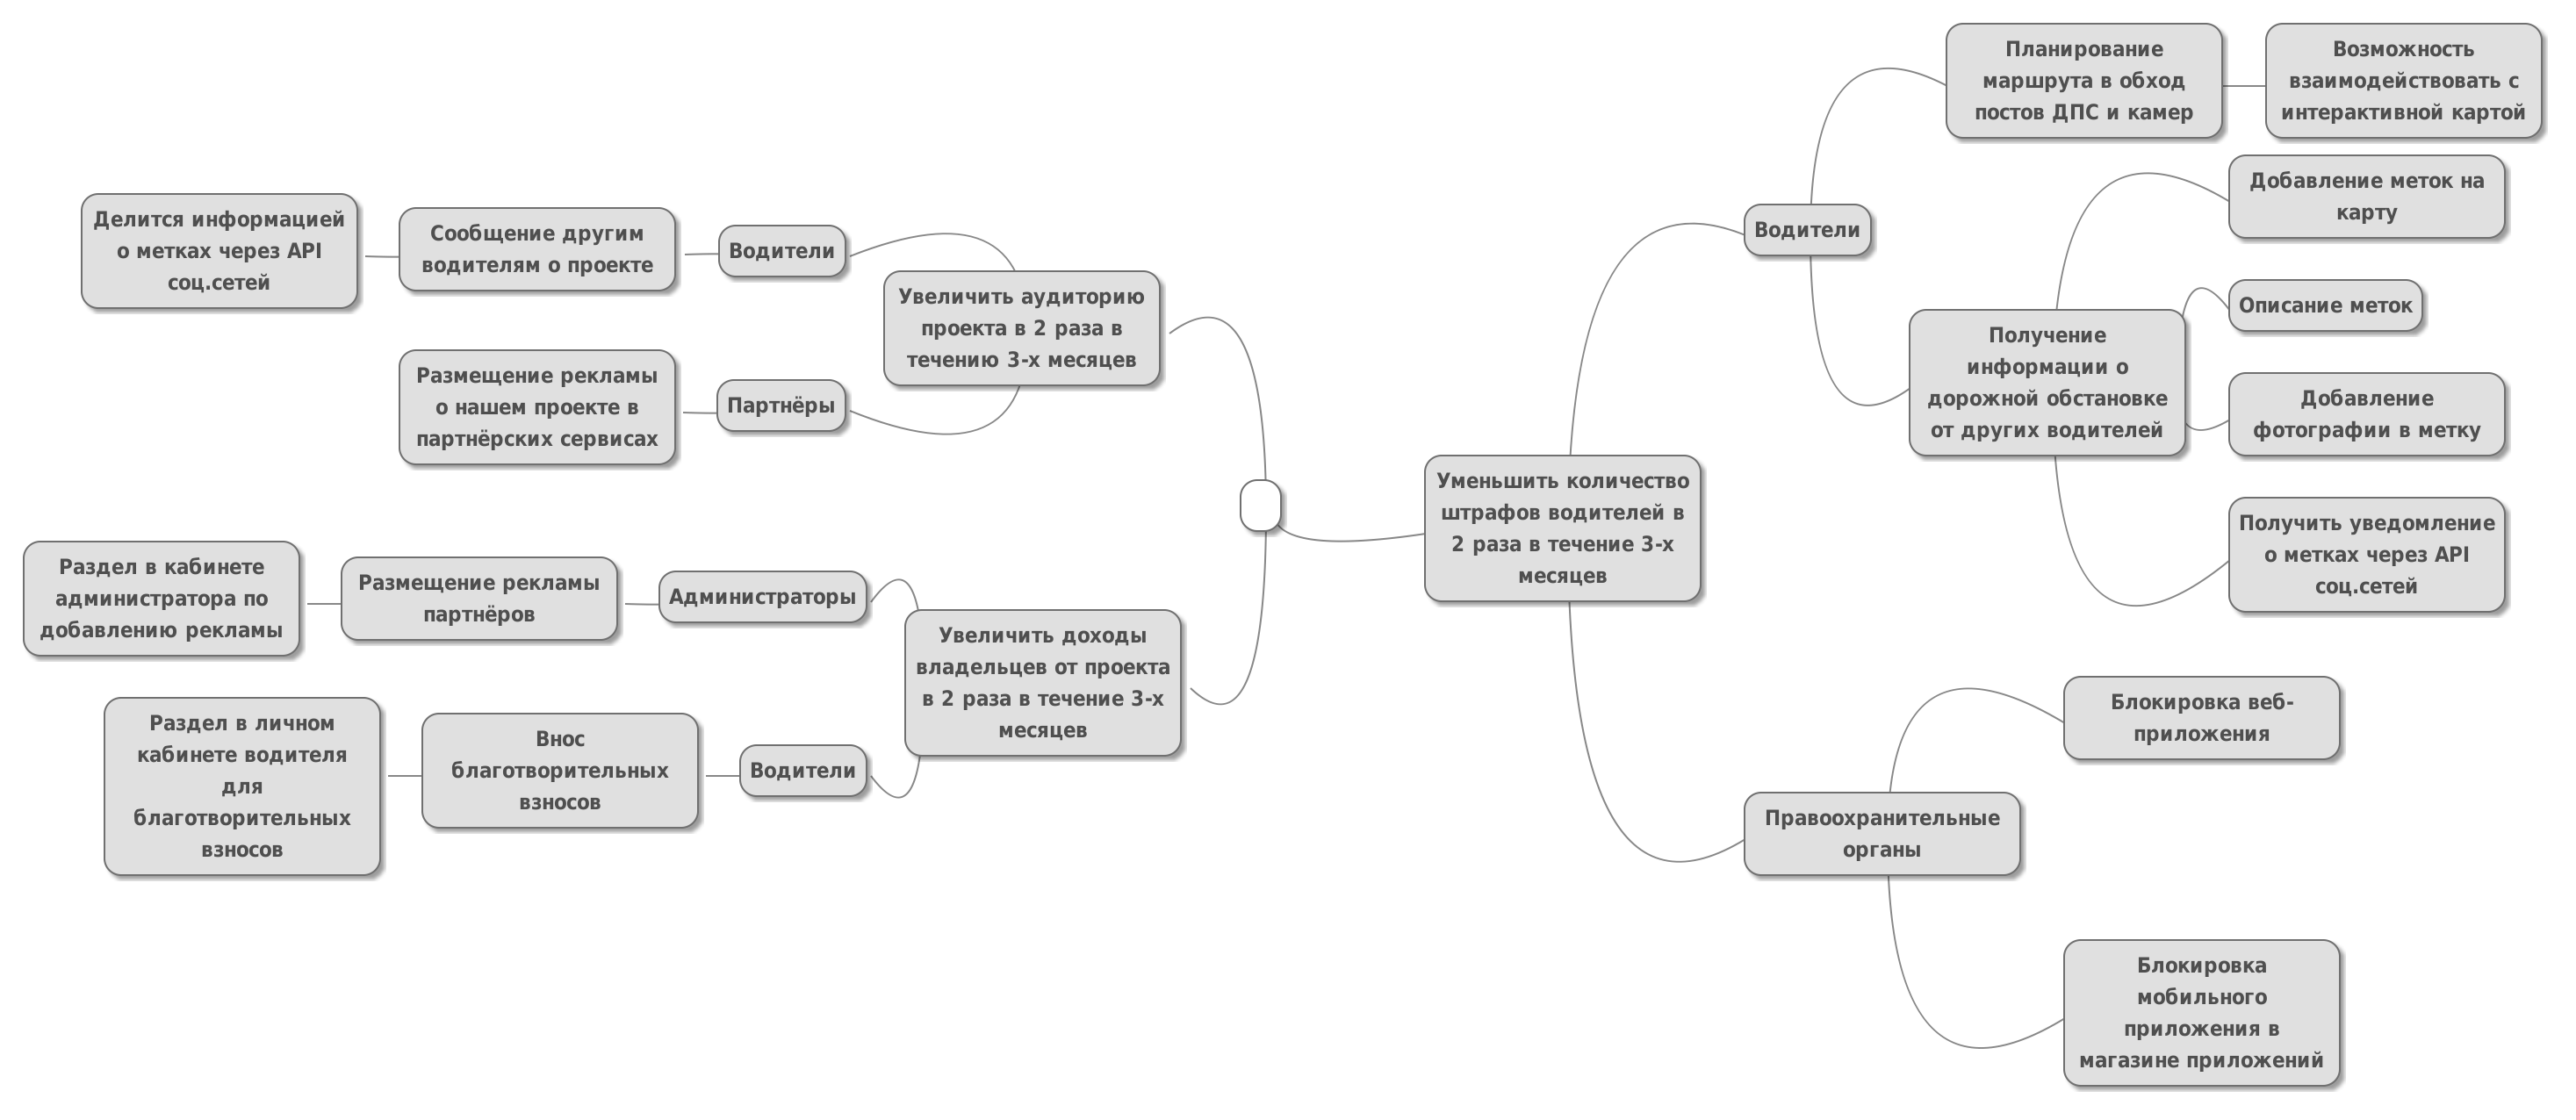 Делится информацией
о метках через API
соц.сетей
Сообщение другим
водителям о проекте
Водители
Увеличить аудиторию
проекта в 2 раза в
течению 3-х месяцев
Размещение рекламы
о нашем проекте в
партнёрских сервисах
Партнёры
Раздел в кабинете
администратора по
добавлению рекламы
Размещение рекламы
партнёров
Администраторы
Увеличить доходы
владельцев от проекта
в 2 раза в течение 3-х
месяцев
Раздел в личном
кабинете водителя
для
благотворительных
взносов
Внос
благотворительных
взносов
Водители
Уменьшить количество
штрафов водителей в
2 раза в течение 3-х
месяцев
Водители
Планирование
маршрута в обход
постов ДПС и камер
Возможность
взаимодействовать с
интерактивной картой
Получение
информации о
дорожной обстановке
от других водителей
Добавление меток на
карту
Описание меток
Добавление
фотографии в метку
Получить уведомление
о метках через API
соц.сетей
Правоохранительные
органы
Блокировка веб-
приложения
Блокировка
мобильного
приложения в
магазине приложений